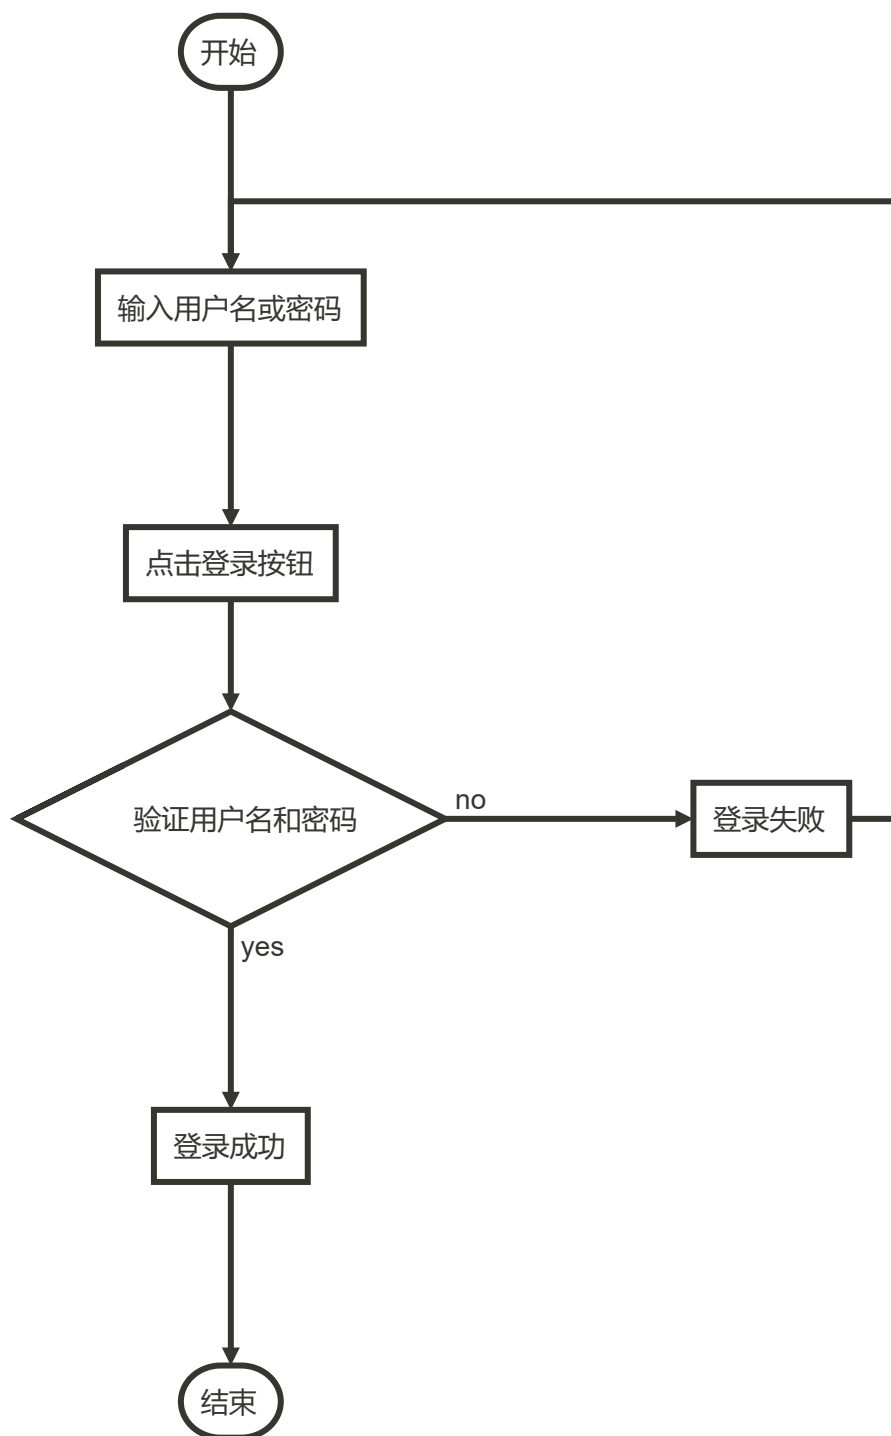 开始
输入用户名或密码
点击登录按钮
验证用户名和密码
no
登录失败
yes
登录成功
结束